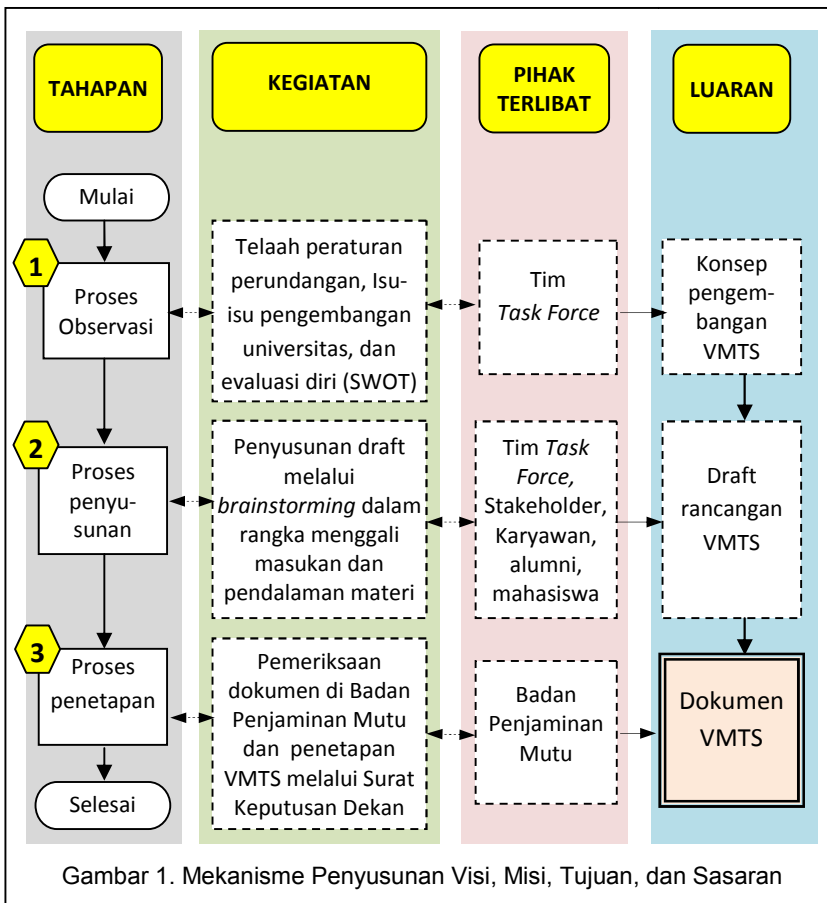 TAHAPAN
KEGIATAN
PIHAK
TERLIBAT
LUARAN
Mulai
1
Proses
Observasi
Telaah peraturan
perundangan, Isu-
isu pengembangan
universitas, dan
evaluasi diri (SWOT)
Tim
Task Force
Konsep
pengem-
bangan
VMTS
2
Proses
penyu-
sunan
Penyusunan draft
melalui
brainstorming dalam
rangka menggali
masukan dan
pendalaman materi
Tim Task
Force,
Stakeholder,
Karyawan,
alumni,
mahasiswa
Draft
rancangan
VMTS
3
Proses
penetapan
Pemeriksaan
dokumen di Badan
Penjaminan Mutu
dan penetapan
VMTS melalui Surat
Keputusan Dekan
Badan
Penjaminan
Mutu
Dokumen
VMTS
Selesai
Gambar 1. Mekanisme Penyusunan Visi, Misi, Tujuan, dan Sasaran